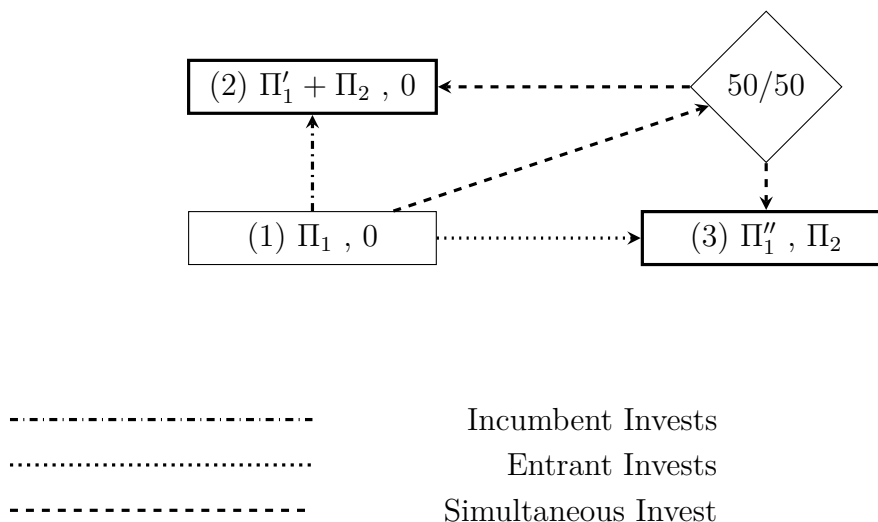 (2) Π′₁ + Π₂ , 0
50/50
(1) Π₁ , 0
(3) Π″₁ , Π₂
Incumbent Invests
Entrant Invests
Simultaneous Invest